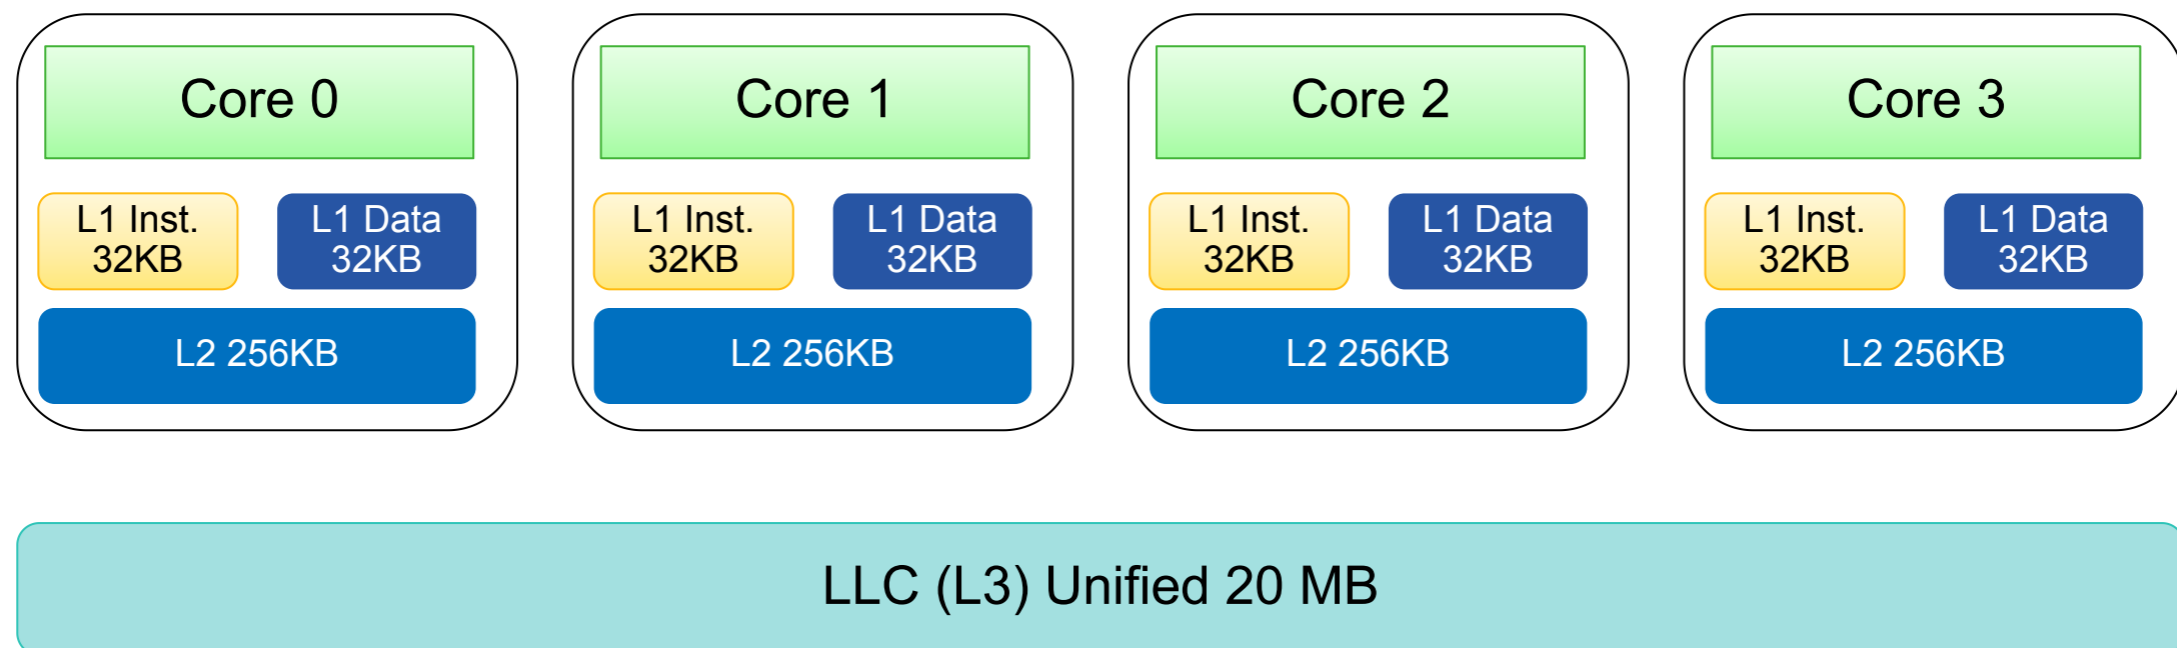 Core 0
L1 Inst.
32KB
L1 Data
32KB
L2 256KB
Core 1
L1 Inst.
32KB
L1 Data
32KB
L2 256KB
Core 2
L1 Inst.
32KB
L1 Data
32KB
L2 256KB
Core 3
L1 Inst.
32KB
L1 Data
32KB
L2 256KB
LLC (L3) Unified 20 MB